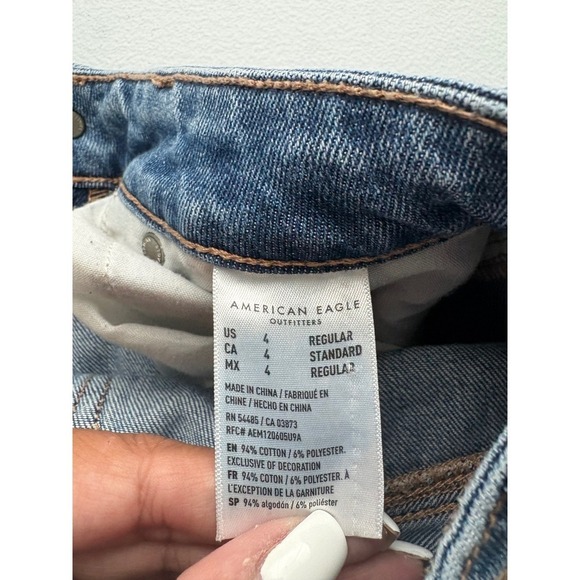 AMERICAN EAGLE
OUTFITTERS
US 4 REGULAR
CA 4 STANDARD
MX 4 REGULAR
MADE IN CHINA / FABRIQUÉ EN
CHINE / HECHO EN CHINA
RN 54485 / CA 03873
RFC# AEM120605U9A
EN 94% COTTON / 6% POLYESTER.
EXCLUSIVE OF DECORATION
FR 94% COTON / 6% POLYESTER. À
L'EXCEPTION DE LA GARNITURE
SP 94% algodón / 6% poliéster